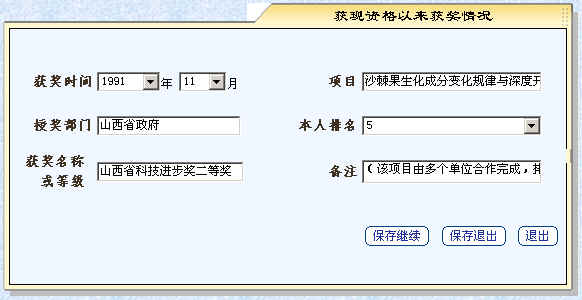 获现资格以来获奖情况
获奖时间 1991 年 11 月 项目 沙棘果生化成分变化规律与深度
授奖部门 山西省政府 本人排名 5
获奖名称或等级 山西省科技进步奖二等奖 备注 （该项目由多个单位合作完成，
保存继续 保存退出 退出